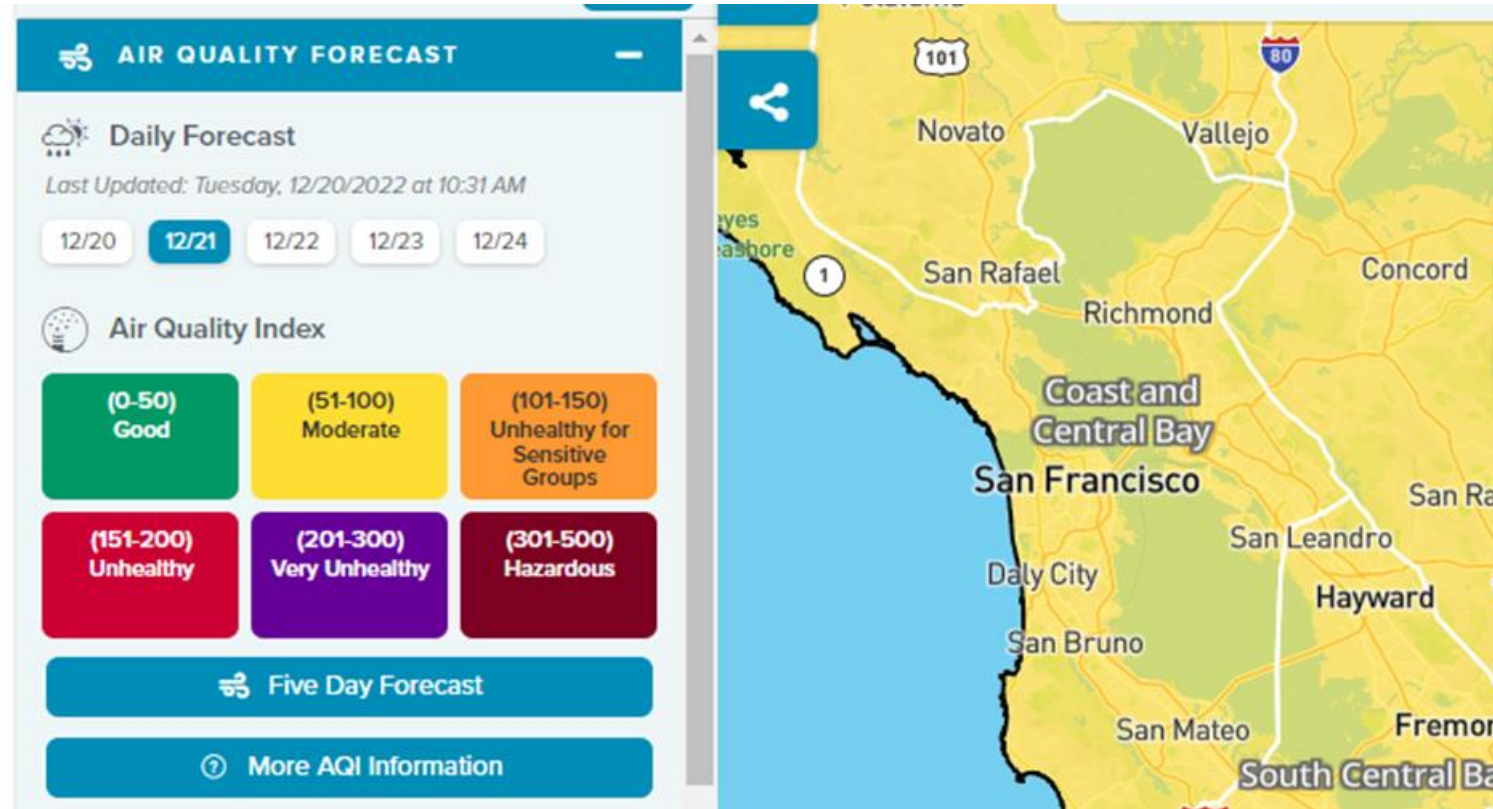 AIR QUALITY FORECAST
Daily Forecast
Last Updated: Tuesday, 12/20/2022 at 10:31 AM
12/20 12/21 12/22 12/23 12/24
Air Quality Index
(0-50)
Good
(51-100)
Moderate
(101-150)
Unhealthy for
Sensitive
Groups
(151-200)
Unhealthy
(201-300)
Very Unhealthy
(301-500)
Hazardous
Five Day Forecast
More AQI Information
101
80
Novato
Vallejo
1
San Rafael
Concord
Richmond
Coast and
Central Bay
San Francisco
San Ra
San Leandro
Daly City
Hayward
San Bruno
San Mateo
Fremon
South Central Ba